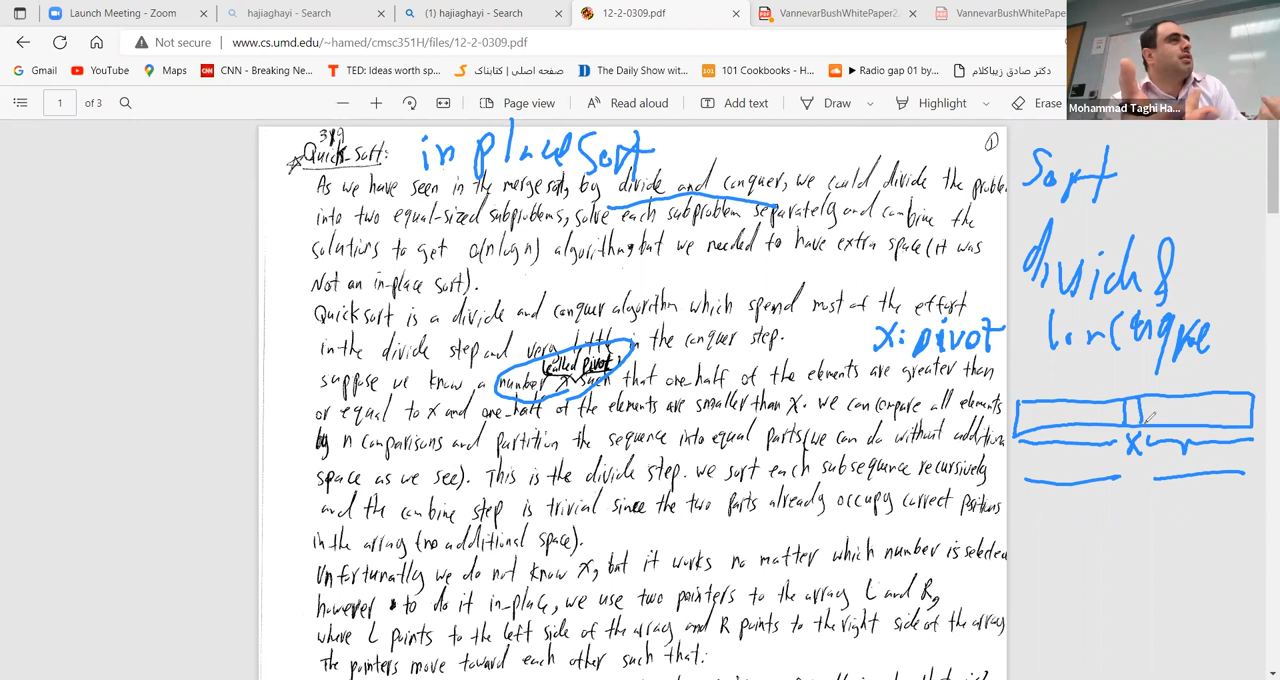 Launch Meeting - Zoom
hajiaghayi - Search
(1) hajiaghayi - Search
12-2-0309.pdf
VannevarBushWhitePaper2
VannevarBushWhitePape
Not secure
www.cs.umd.edu/~hamed/cmsc351H/files/12-2-0309.pdf
Gmail
YouTube
Maps
CNN - Breaking Ne...
TED: Ideas worth sp...
صفحه اصلی | کتابت
The Daily Show wit...
101 Cookbooks - H...
Radio gap 01 by...
دکتر صادق زیباکلام
1 of 3
Page view
Read aloud
Add text
Draw
Highlight
Erase
Mohammad Taghi Ha...
in place Sort
Quick-sort:
1
As we have seen in the merge sort, by divide and conquer, we could divide the proble
into two equal-sized subproblems, solve each subproblem separately and combine the
solutions to get O(n log n) algorithm, but we needed to have extra space (it was
Not an in-place sort).
Quicksort is a divide and conquer algorithm which spend most of the effort
in the divide step and very little in the conquer step.
x: pivot
(called pivot)
suppose we know a number x such that one half of the elements are greater than
or equal to x and one-half of the elements are smaller than x. We can compare all elements
by n comparisons and partition the sequence into equal parts (we can do without addition
space as we see). This is the divide step. we sort each subsequence recursively
and the combine step is trivial since the two parts already occupy correct positions
in the array (no additional space).
Unfortunally we do not know x, but it works no matter which number is selected
however to do it in-place, we use two pointers to the array L and R,
where L points to the left side of the array and R points to the right side of the array
The pointers move toward each other such that:
Sort
divide &
x